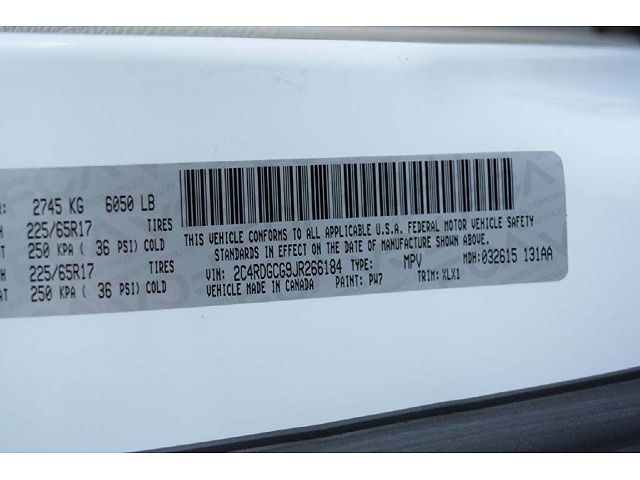 R: 2745 KG 6050 LB
H 225/65R17 TIRES
AT 250 KPA ( 36 PSI) COLD
H 225/65R17 TIRES
AT 250 KPA ( 36 PSI) COLD
THIS VEHICLE CONFORMS TO ALL APPLICABLE U.S.A. FEDERAL MOTOR VEHICLE SAFETY
STANDARDS IN EFFECT ON THE DATE OF MANUFACTURE SHOWN ABOVE.
VIN: 2C4RDGCG9JR266184 TYPE: MPV MDH:032615 131AA
VEHICLE MADE IN CANADA PAINT: PW7 TRIM: XLX1